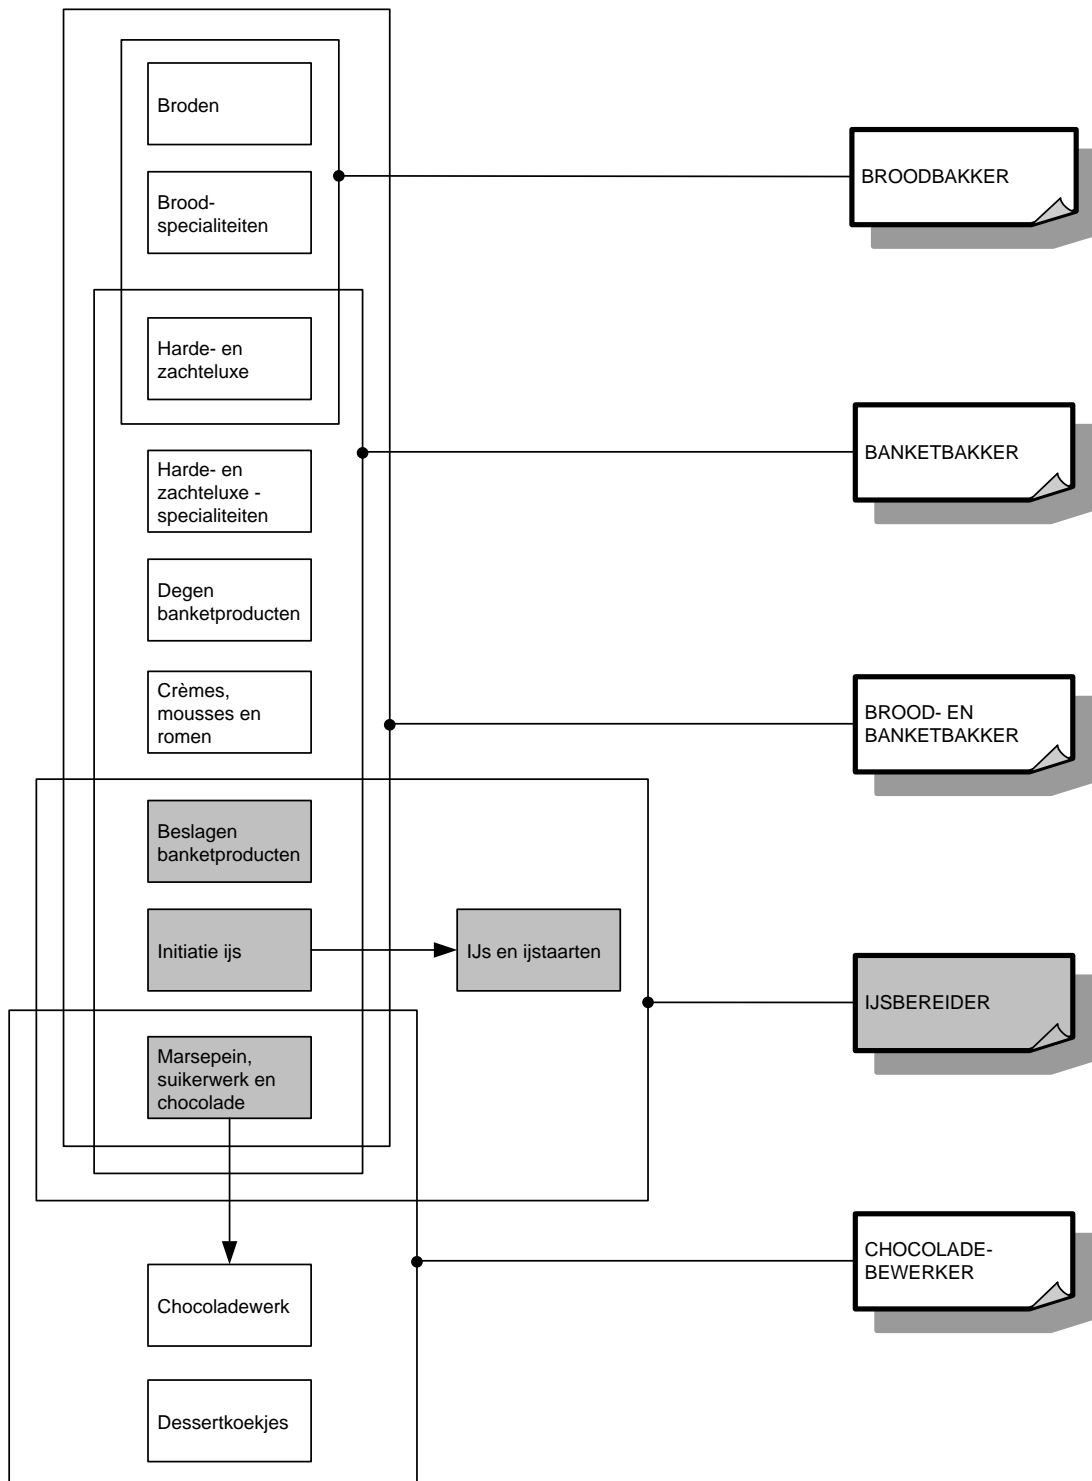 Broden
Brood-
specialiteiten
BROODBAKKER
Harde- en
zachteluxe
Harde- en
zachteluxe -
specialiteiten
BANKETBAKKER
Degen
banketproducten
Crèmes,
mousses en
romen
BROOD- EN
BANKETBAKKER
Beslagen
banketproducten
Initiatie ijs
IJs en ijstaarten
IJSBEREIDER
Marsepein,
suikerwerk en
chocolade
CHOCOLADE-
BEWERKER
Chocoladewerk
Dessertkoekjes